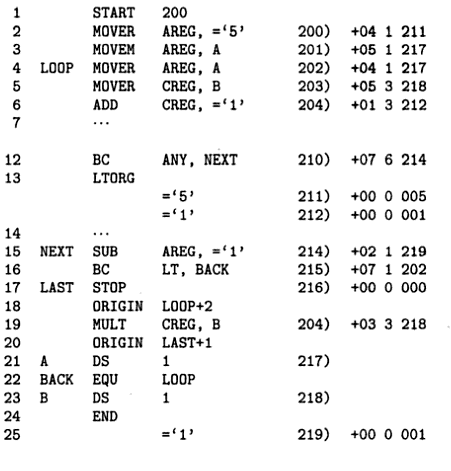 1 START 200
2 MOVER AREG, ='5' 200) +04 1 211
3 MOVEM AREG, A 201) +05 1 217
4 LOOP MOVER AREG, A 202) +04 1 217
5 MOVER CREG, B 203) +05 3 218
6 ADD CREG, ='1' 204) +01 3 212
7 ...
12 BC ANY, NEXT 210) +07 6 214
13 LTORG
='5' 211) +00 0 005
='1' 212) +00 0 001
14 ...
15 NEXT SUB AREG, ='1' 214) +02 1 219
16 BC LT, BACK 215) +07 1 202
17 LAST STOP 216) +00 0 000
18 ORIGIN LOOP+2
19 MULT CREG, B 204) +03 3 218
20 ORIGIN LAST+1
21 A DS 1 217)
22 BACK EQU LOOP
23 B DS 1 218)
24 END
25 ='1' 219) +00 0 001